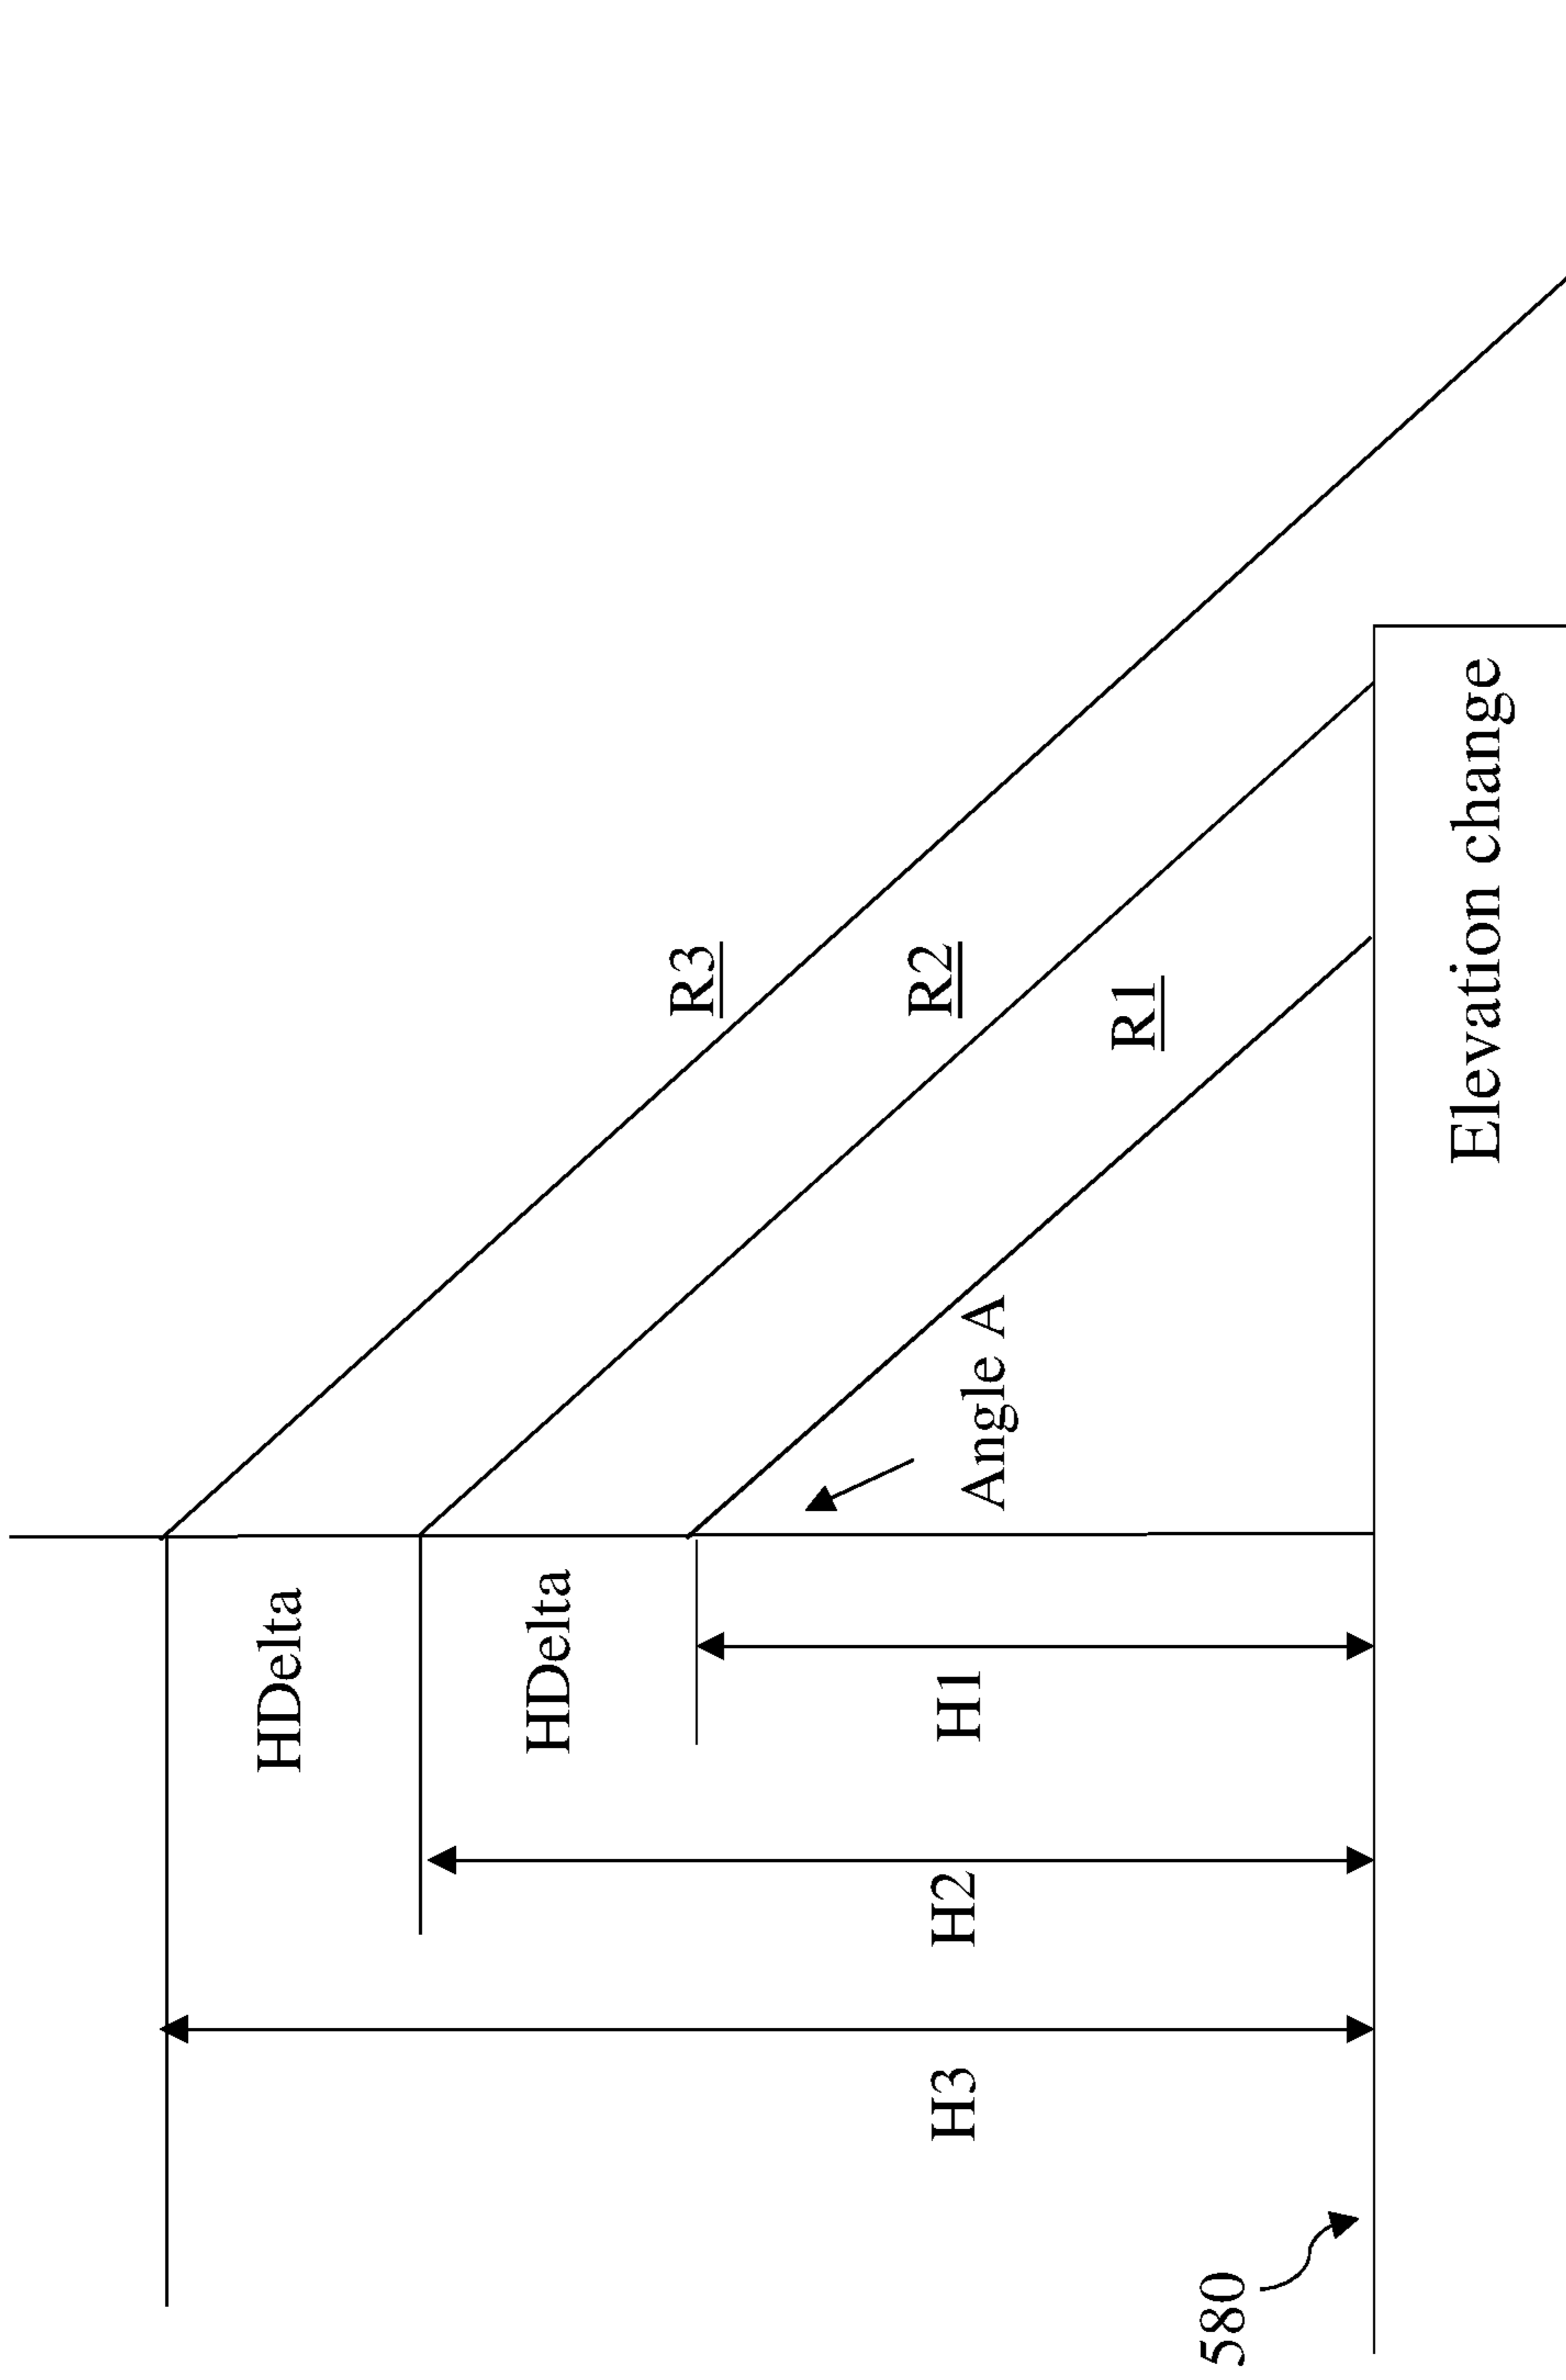 HDelta
HDelta
R3
R2
R1
Angle A
H1
H2
H3
580
Elevation change